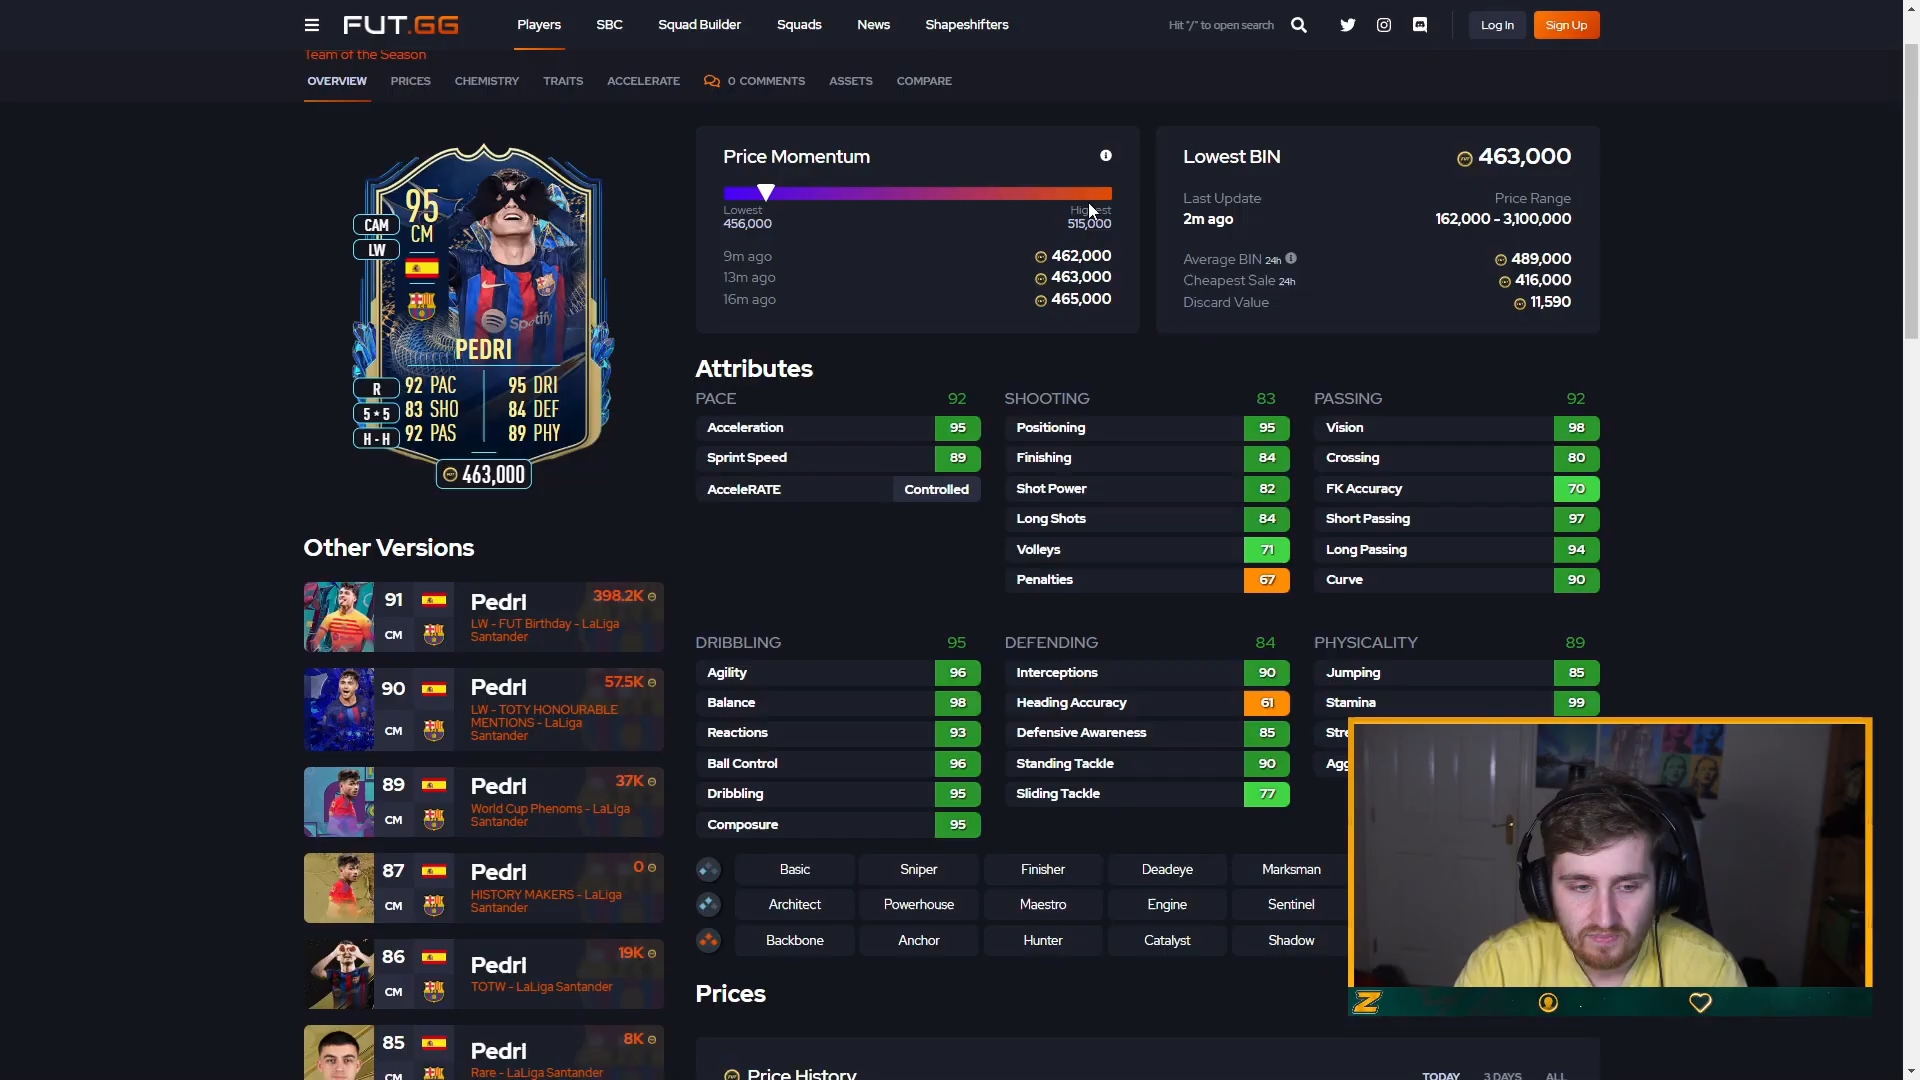 FUT.GG
Players
SBC
Squad Builder
Squads
News
Shapeshifters
Hit "/" to open search
Log In
Sign Up
Team of the Season
OVERVIEW
PRICES
CHEMISTRY
TRAITS
ACCELERATE
0 COMMENTS
ASSETS
COMPARE
95
CM
CAM
LW
Spotify
PEDRI
R
5★5
H - H
92 PAC
83 SHO
92 PAS
95 DRI
84 DEF
89 PHY
463,000
Price Momentum
Lowest
456,000
515,000
9m ago 462,000
13m ago 463,000
16m ago 465,000
Lowest BIN 463,000
Last Update
2m ago
Price Range
162,000 - 3,100,000
Average BIN 24h 489,000
Cheapest Sale 24h 416,000
Discard Value 11,590
Attributes
PACE 92
Acceleration 95
Sprint Speed 89
AcceleRATE Controlled
SHOOTING 83
Positioning 95
Finishing 84
Shot Power 82
Long Shots 84
Volleys 71
Penalties 67
PASSING 92
Vision 98
Crossing 80
FK Accuracy 70
Short Passing 97
Long Passing 94
Curve 90
DRIBBLING 95
Agility 96
Balance 98
Reactions 93
Ball Control 96
Dribbling 95
Composure 95
DEFENDING 84
Interceptions 90
Heading Accuracy 61
Defensive Awareness 85
Standing Tackle 90
Sliding Tackle 77
PHYSICALITY 89
Jumping 85
Stamina 99
Basic
Sniper
Finisher
Deadeye
Marksman
Architect
Powerhouse
Maestro
Engine
Sentinel
Backbone
Anchor
Hunter
Catalyst
Shadow
Prices
Price History
TODAY
3 DAYS
ALL
Other Versions
91
CM
Pedri
398.2K
LW - FUT Birthday - LaLiga
Santander
90
CM
Pedri
57.5K
LW - TOTY HONOURABLE
MENTIONS - LaLiga
Santander
89
CM
Pedri
37K
World Cup Phenoms - LaLiga
Santander
87
CM
Pedri
0
HISTORY MAKERS - LaLiga
Santander
86
CM
Pedri
19K
TOTW - LaLiga Santander
85
CM
Pedri
8K
Rare - LaLiga Santander
Z